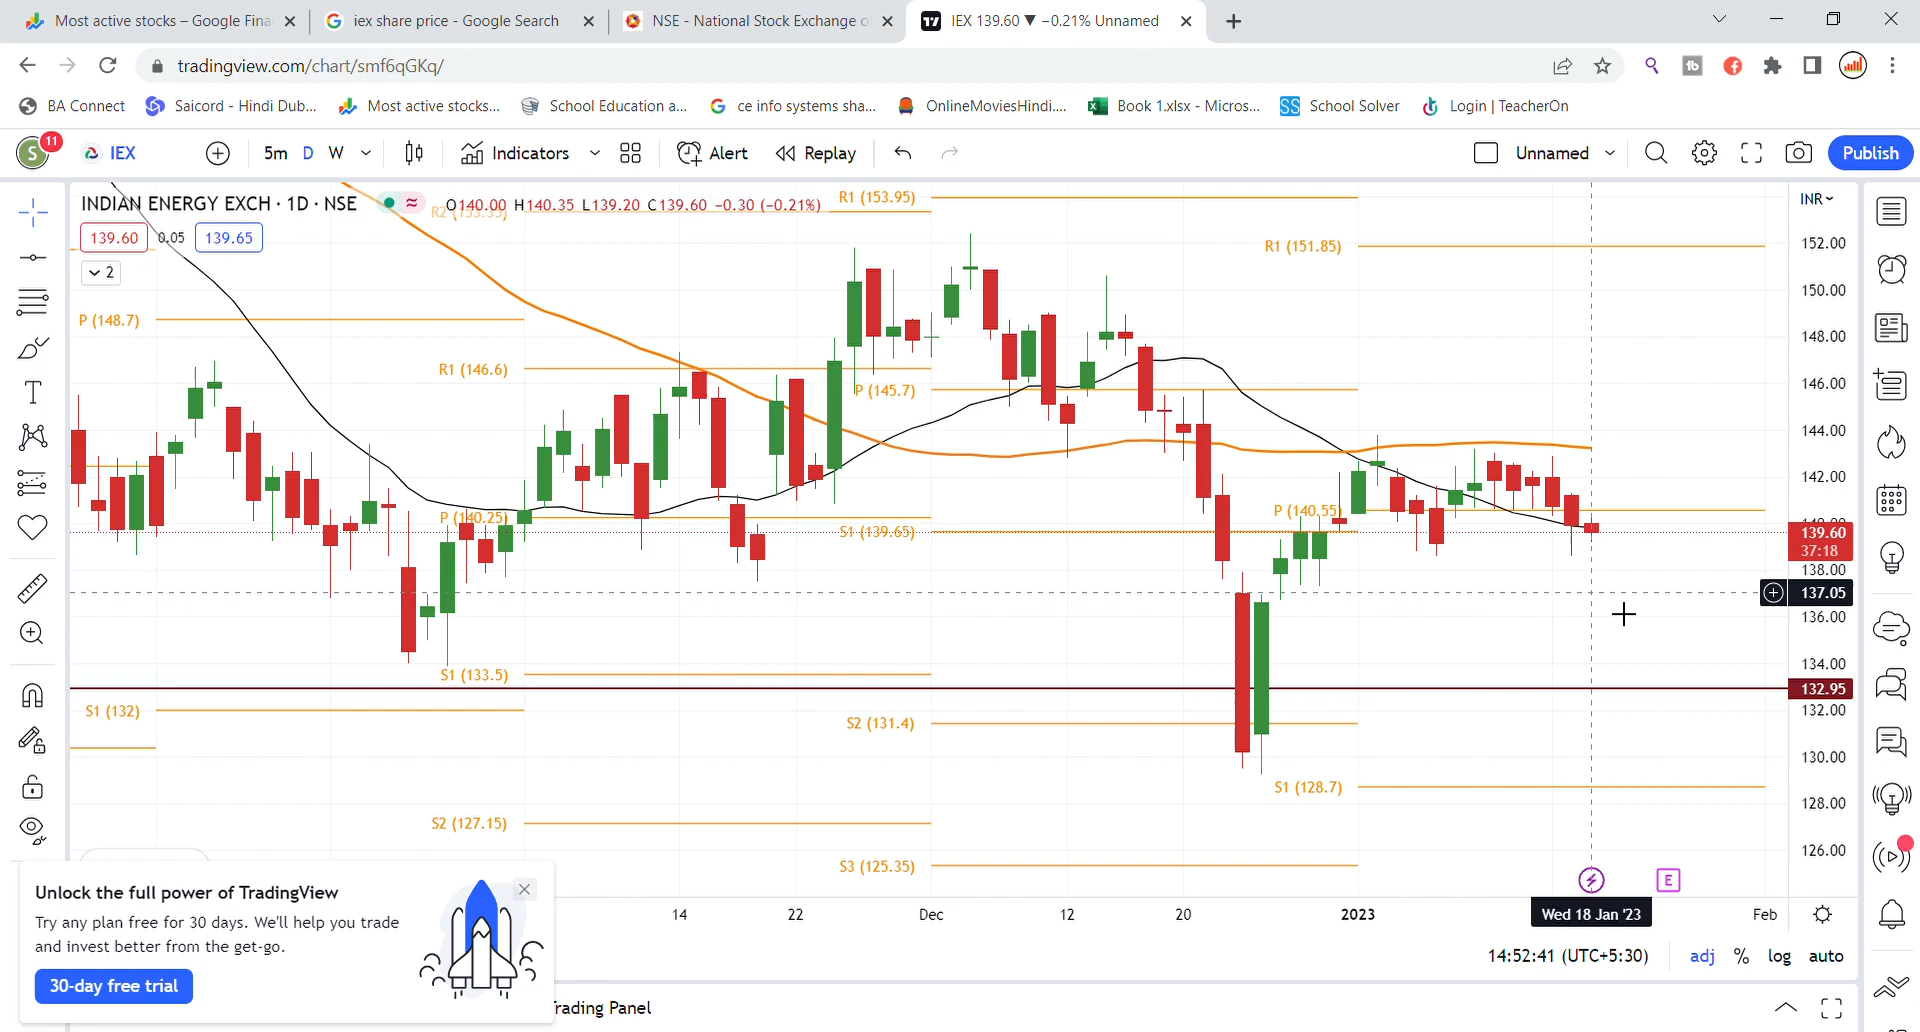 Most active stocks – Google Fina
iex share price - Google Search
NSE - National Stock Exchange o
IEX 139.60 ▼ −0.21% Unnamed
tradingview.com/chart/smf6qGKq/
BA Connect
Saicord - Hindi Dub...
Most active stocks...
School Education a...
ce info systems sha...
OnlineMoviesHindi....
Book 1.xlsx - Micros...
SS School Solver
Login | TeacherOn
S 11
IEX
5m D W
Indicators
Alert
Replay
Unnamed
Publish
INDIAN ENERGY EXCH · 1D · NSE
O140.00 H140.35 L139.20 C139.60 −0.30 (−0.21%)
139.60 0.05 139.65
2
INR
R2 (153.35)
R1 (153.95)
R1 (151.85)
P (148.7)
R1 (146.6)
P (145.7)
P (140.25)
S1 (139.65)
P (140.55)
S1 (133.5)
S1 (132)
S2 (131.4)
S1 (128.7)
S2 (127.15)
S3 (125.35)
152.00
150.00
148.00
146.00
144.00
142.00
140.00
139.60
37:18
138.00
137.05
136.00
134.00
132.95
132.00
130.00
128.00
126.00
E
14
22
Dec
12
20
2023
Wed 18 Jan '23
Feb
14:52:41 (UTC+5:30)
adj
%
log
auto
Unlock the full power of TradingView
Try any plan free for 30 days. We'll help you trade
and invest better from the get-go.
30-day free trial
Trading Panel